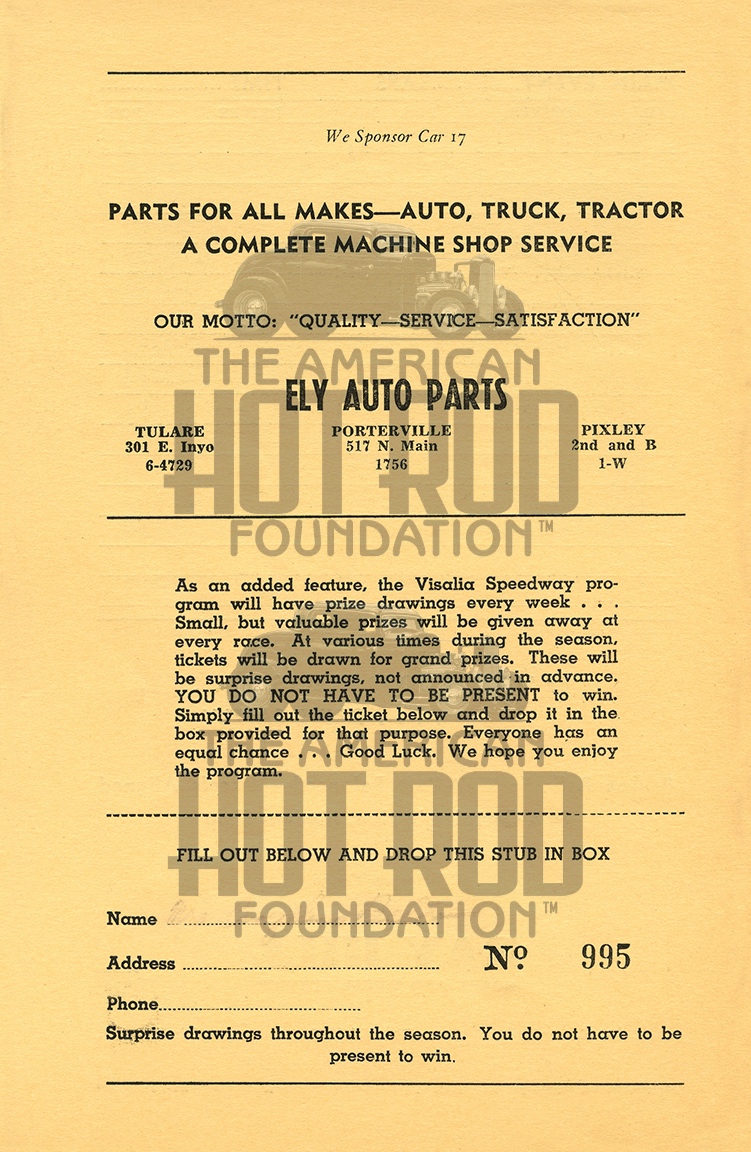 We Sponsor Car 17
PARTS FOR ALL MAKES—AUTO, TRUCK, TRACTOR
A COMPLETE MACHINE SHOP SERVICE
OUR MOTTO: "QUALITY—SERVICE—SATISFACTION"
THE AMERICAN
ELY AUTO PARTS
HOT ROD
TULARE PORTERVILLE PIXLEY
301 E. Inyo 517 N. Main 2nd and B
6-4729 1756 1-W
FOUNDATION™
As an added feature, the Visalia Speedway pro-
gram will have prize drawings every week . . .
Small, but valuable prizes will be given away at
every race. At various times during the season,
tickets will be drawn for grand prizes. These will
be surprise drawings, not announced in advance.
YOU DO NOT HAVE TO BE PRESENT to win.
Simply fill out the ticket below and drop it in the
box provided for that purpose. Everyone has an
equal chance . . . Good Luck. We hope you enjoy
the program.
THE AMERICAN
HOT ROD
FOUNDATION™
FILL OUT BELOW AND DROP THIS STUB IN BOX
Name
Address Nº 995
Phone
Surprise drawings throughout the season. You do not have to be
present to win.